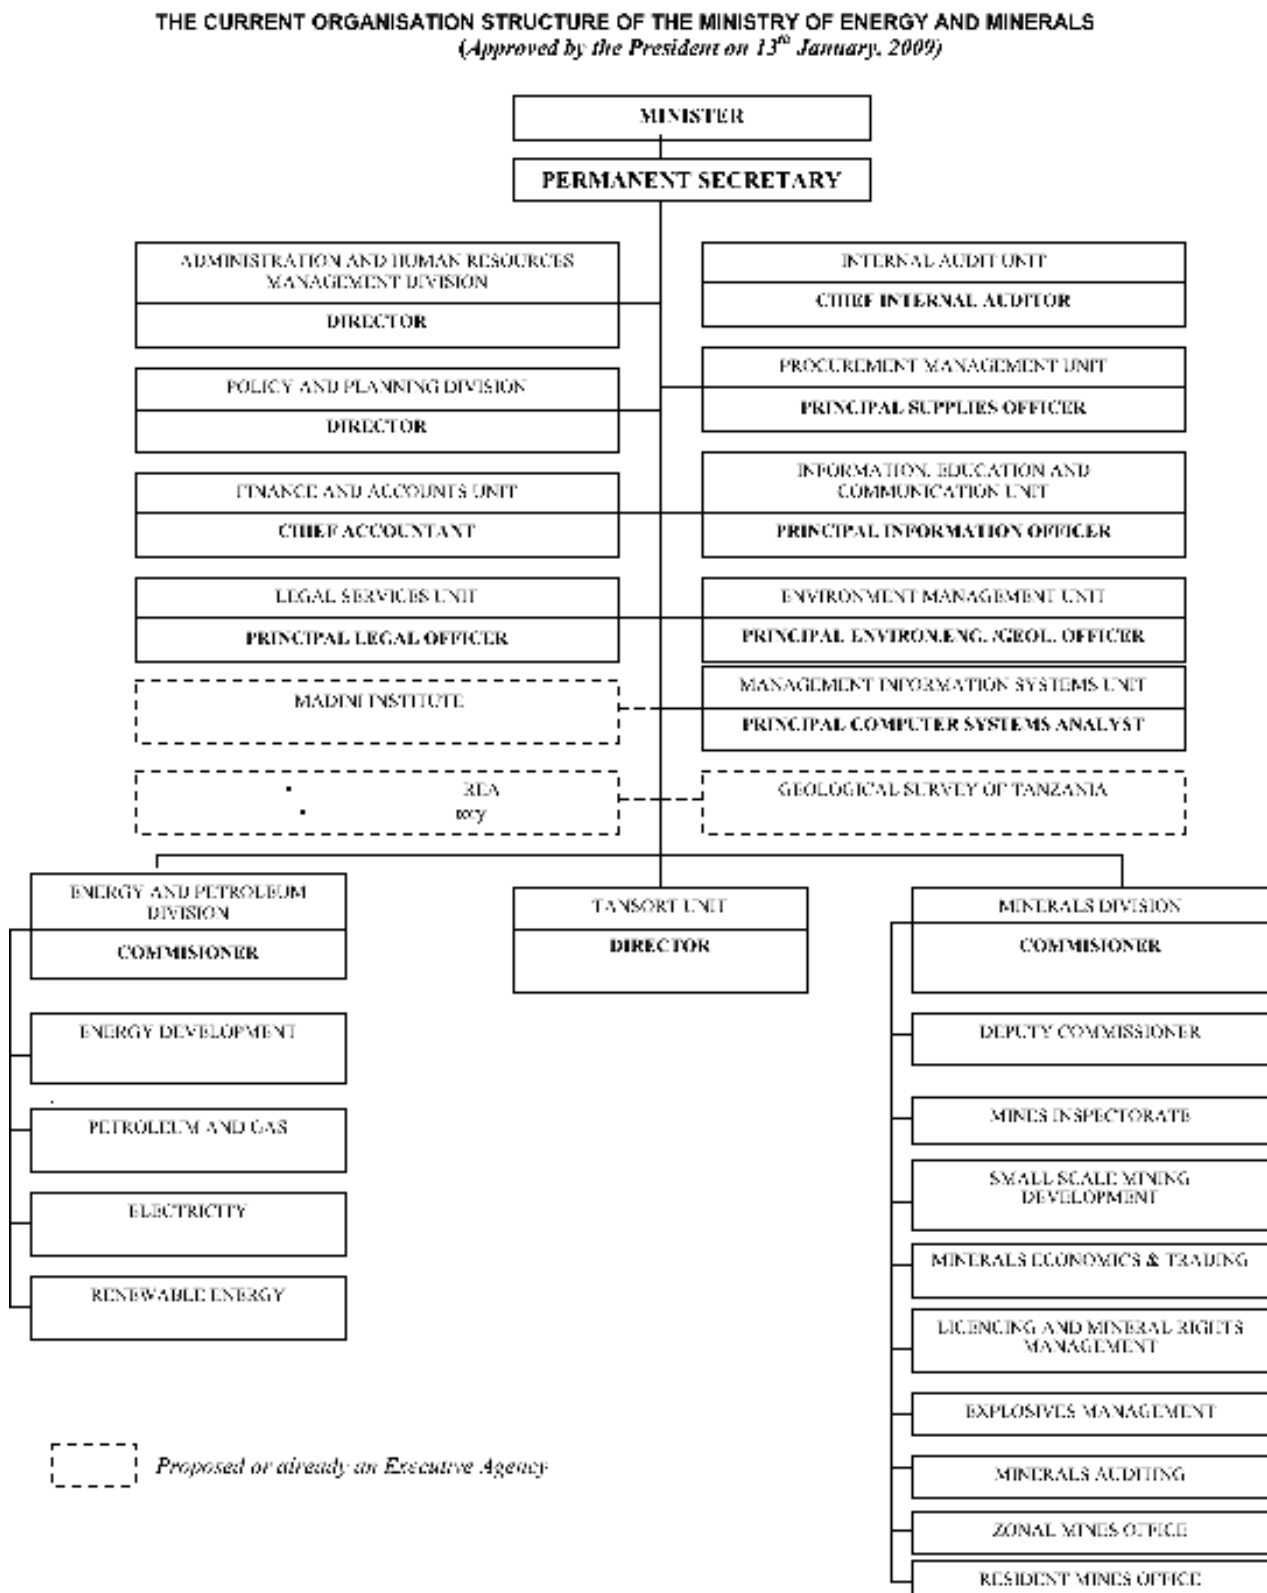 THE CURRENT ORGANISATION STRUCTURE OF THE MINISTRY OF ENERGY AND MINERALS
(Approved by the President on 13th January, 2009)
MINISTER
PERMANENT SECRETARY
ADMINISTRATION AND HUMAN RESOURCES
MANAGEMENT DIVISION
DIRECTOR
INTERNAL AUDIT UNIT
CHIEF INTERNAL AUDITOR
POLICY AND PLANNING DIVISION
DIRECTOR
PROCUREMENT MANAGEMENT UNIT
PRINCIPAL SUPPLIES OFFICER
FINANCE AND ACCOUNTS UNIT
CHIEF ACCOUNTANT
INFORMATION, EDUCATION AND
COMMUNICATION UNIT
PRINCIPAL INFORMATION OFFICER
LEGAL SERVICES UNIT
PRINCIPAL LEGAL OFFICER
ENVIRONMENT MANAGEMENT UNIT
PRINCIPAL ENVIRON.ENG. /GEOL. OFFICER
MADINI INSTITUTE
MANAGEMENT INFORMATION SYSTEMS UNIT
PRINCIPAL COMPUTER SYSTEMS ANALYST
REA
GEOLOGICAL SURVEY OF TANZANIA
ENERGY AND PETROLEUM
DIVISION
COMMISIONER
TANSORT UNIT
DIRECTOR
MINERALS DIVISION
COMMISIONER
ENERGY DEVELOPMENT
PETROLEUM AND GAS
ELECTRICITY
RENEWABLE ENERGY
DEPUTY COMMISSIONER
MINES INSPECTORATE
SMALL SCALE MINING
DEVELOPMENT
MINERALS ECONOMICS & TRADING
LICENCING AND MINERAL RIGHTS
MANAGEMENT
EXPLOSIVES MANAGEMENT
MINERALS AUDITING
ZONAL MINES OFFICE
RESIDENT MINES OFFICE
Proposed or already an Executive Agency